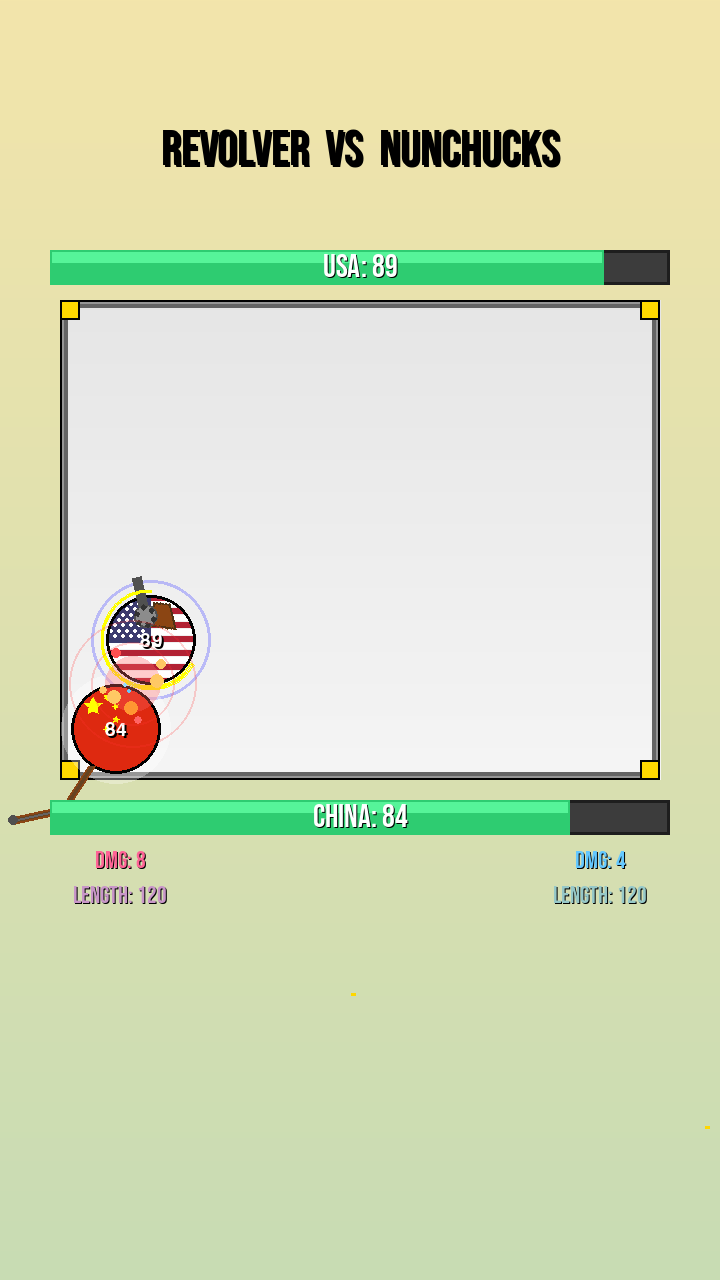 REVOLVER VS NUNCHUCKS
USA: 89
89
84
CHINA: 84
DMG: 8
DMG: 4
LENGTH: 120
LENGTH: 120